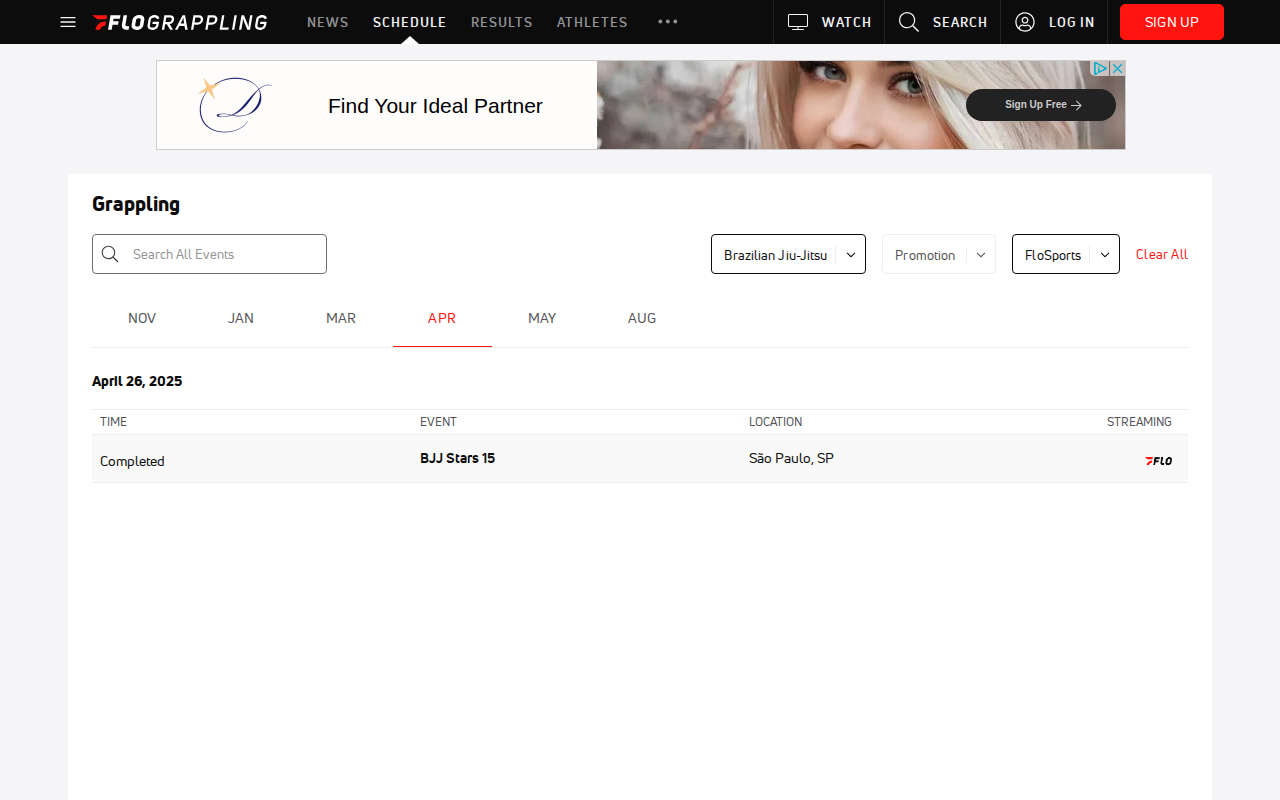 FLOGRAPPLING NEWS SCHEDULE RESULTS ATHLETES WATCH SEARCH LOG IN SIGN UP
Find Your Ideal Partner
Sign Up Free
Grappling
Search All Events
Brazilian Jiu-Jitsu
Promotion
FloSports
Clear All
NOV JAN MAR APR MAY AUG
April 26, 2025
TIME EVENT LOCATION STREAMING
Completed BJJ Stars 15 São Paulo, SP FLO